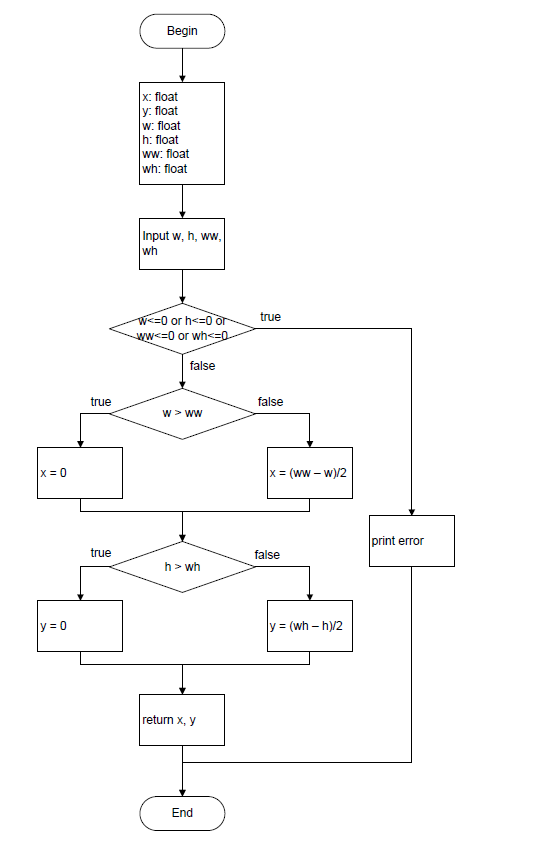 Begin
x: float
y: float
w: float
h: float
ww: float
wh: float
Input w, h, ww,
wh
w<=0 or h<=0 or
ww<=0 or wh<=0
true
false
w > ww
true
false
x = 0
x = (ww – w)/2
print error
h > wh
true
false
y = 0
y = (wh – h)/2
return x, y
End